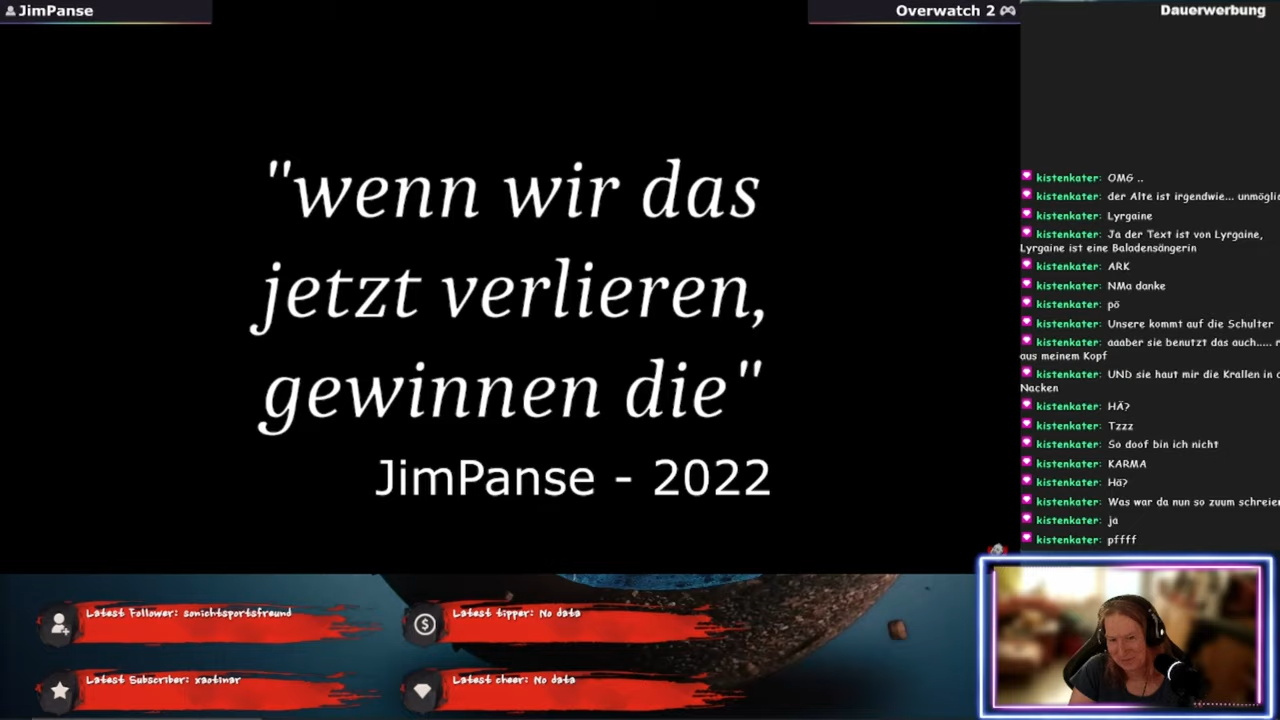 JimPanse
Overwatch 2
Dauerwerbung
"wenn wir das
jetzt verlieren,
gewinnen die"
JimPanse - 2022
kistenkater: OMG ..
kistenkater: der Alte ist irgendwie...
kistenkater: Lyrgaine
kistenkater: Ja der Text ist von Lyrgaine,
Lyrgaine ist eine Baladensängerin
kistenkater: ARK
kistenkater: NMa danke
kistenkater: pö
kistenkater: Unsere kommt auf die Schulter
kistenkater: aaaber sie benutzt das auch.....
aus meinem Kopf
kistenkater: UND sie haut mir die Krallen in
Nacken
kistenkater: HÄ?
kistenkater: Tzzz
kistenkater: So doof bin ich nicht
kistenkater: KARMA
kistenkater: Hä?
kistenkater: Was war da nun so zuum
kistenkater: ja
kistenkater: pffff
Latest Follower: sonichtsportsfreund
Latest tipper: No data
Latest Subscriber: xaotinar
Latest cheer: No data